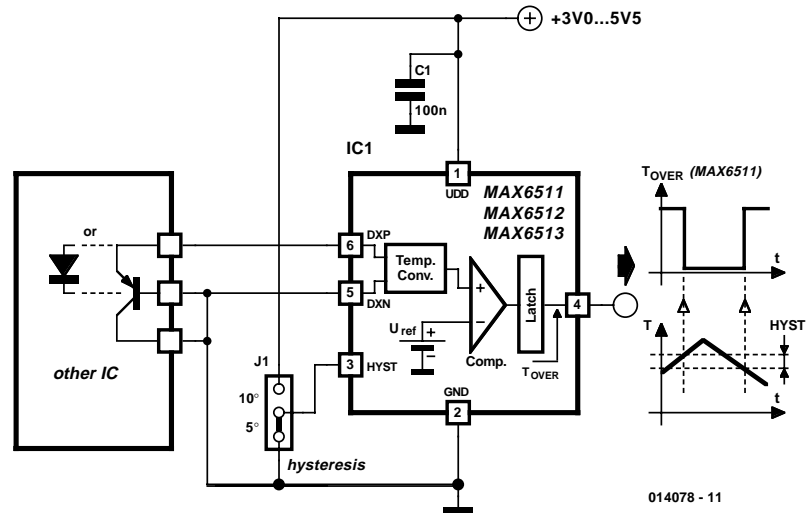 +3V0...5V5
C1
100n
IC1
1
UDD
MAX6511
MAX6512
MAX6513
TOVER (MAX6511)
t
or
6
DXP
5
DXN
Temp.
Conv.
+
−
Uref
+
−
Comp.
Latch
4
TOVER
T
HYST
t
other IC
J1
10°
5°
3
HYST
GND
2
hysteresis
014078 - 11